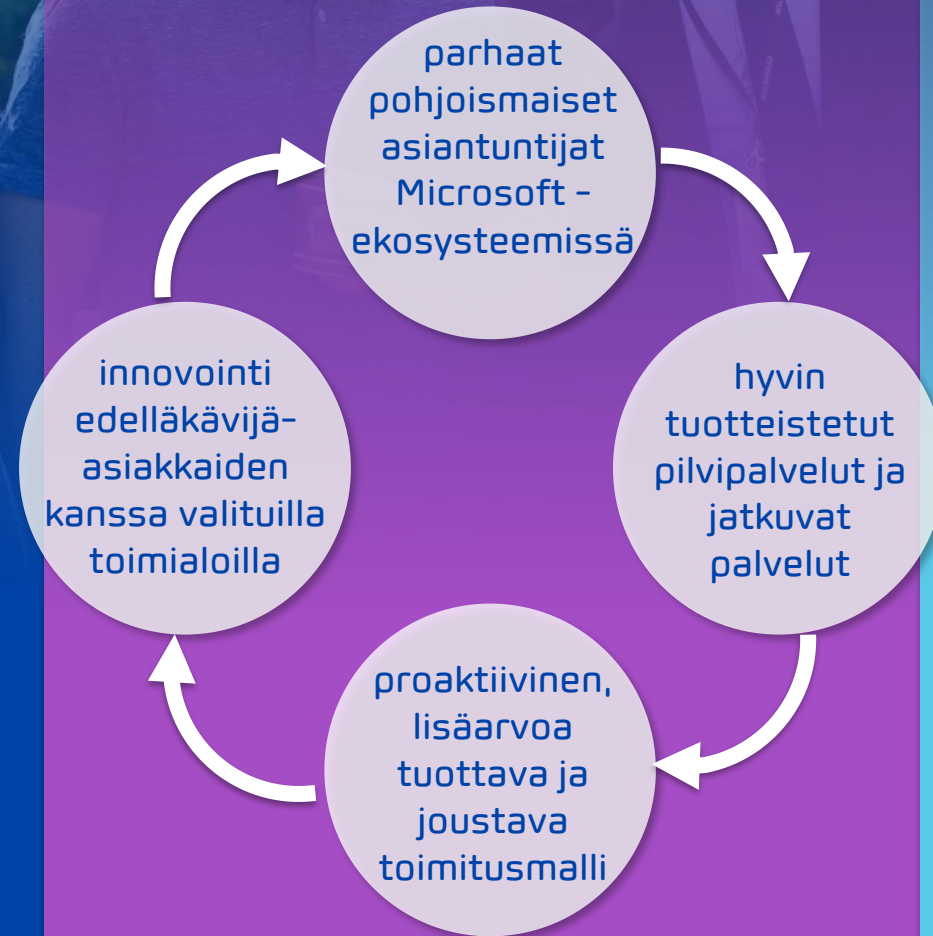 parhaat
pohjoismaiset
asiantuntijat
Microsoft -
ekosysteemissä
hyvin
tuotteistetut
pilvipalvelut ja
jatkuvat
palvelut
proaktiivinen,
lisäarvoa
tuottava ja
joustava
toimitusmalli
innovointi
edelläkävijä-
asiakkaiden
kanssa valituilla
toimialoilla